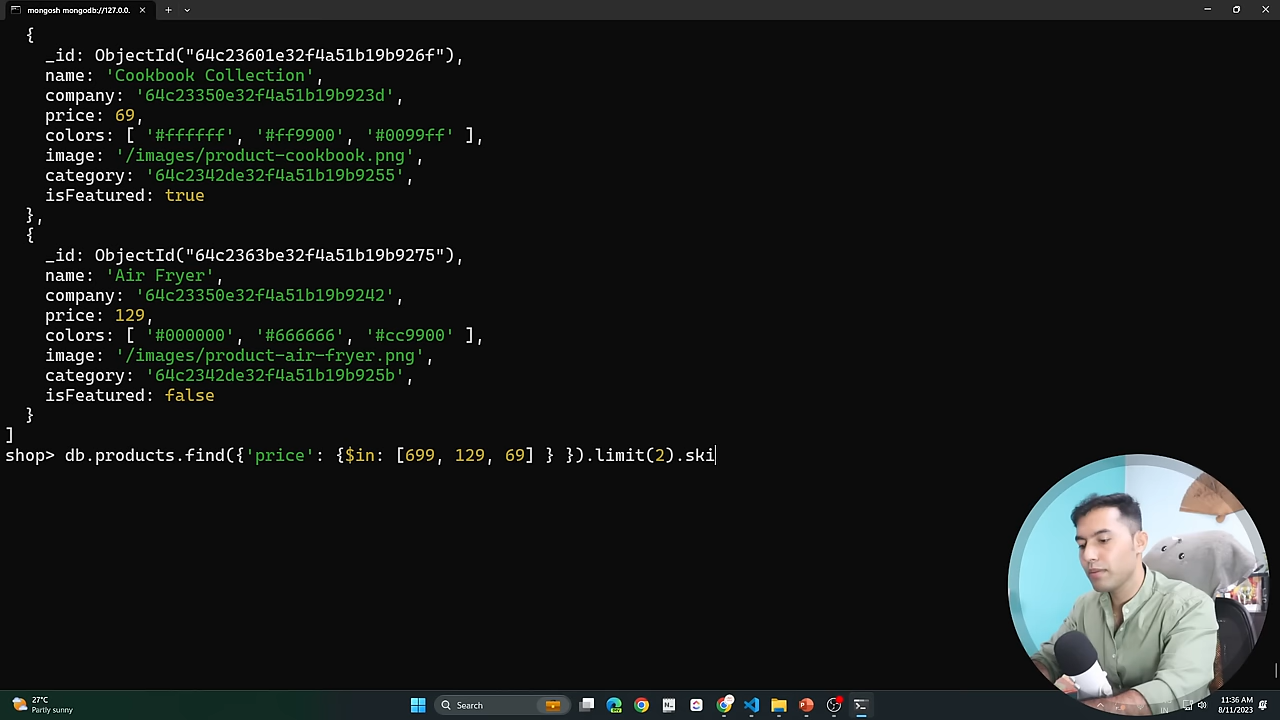 mongosh mongodb://127.0.0.
{
_id: ObjectId("64c23601e32f4a51b19b926f"),
name: 'Cookbook Collection',
company: '64c23350e32f4a51b19b923d',
price: 69,
colors: [ '#ffffff', '#ff9900', '#0099ff' ],
image: '/images/product-cookbook.png',
category: '64c2342de32f4a51b19b9255',
isFeatured: true
},
{
_id: ObjectId("64c2363be32f4a51b19b9275"),
name: 'Air Fryer',
company: '64c23350e32f4a51b19b9242',
price: 129,
colors: [ '#000000', '#666666', '#cc9900' ],
image: '/images/product-air-fryer.png',
category: '64c2342de32f4a51b19b925b',
isFeatured: false
}
]
shop> db.products.find({'price': {$in: [699, 129, 69] } }).limit(2).ski
27°C
Partly sunny
Search
IN
11:36 AM
8/11/2023